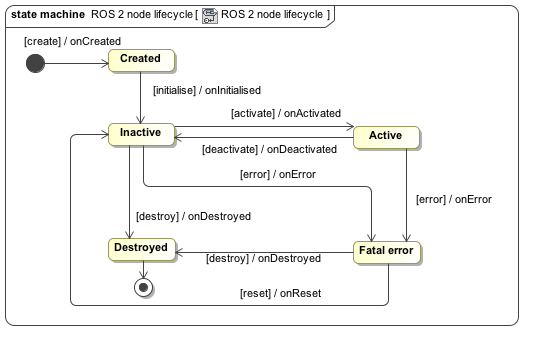 state machine ROS 2 node lifecycle [ ROS 2 node lifecycle ]
[create] / onCreated
Created
[initialise] / onInitialised
[activate] / onActivated
Inactive
Active
[deactivate] / onDeactivated
[error] / onError
[error] / onError
[destroy] / onDestroyed
Destroyed
Fatal error
[destroy] / onDestroyed
[reset] / onReset